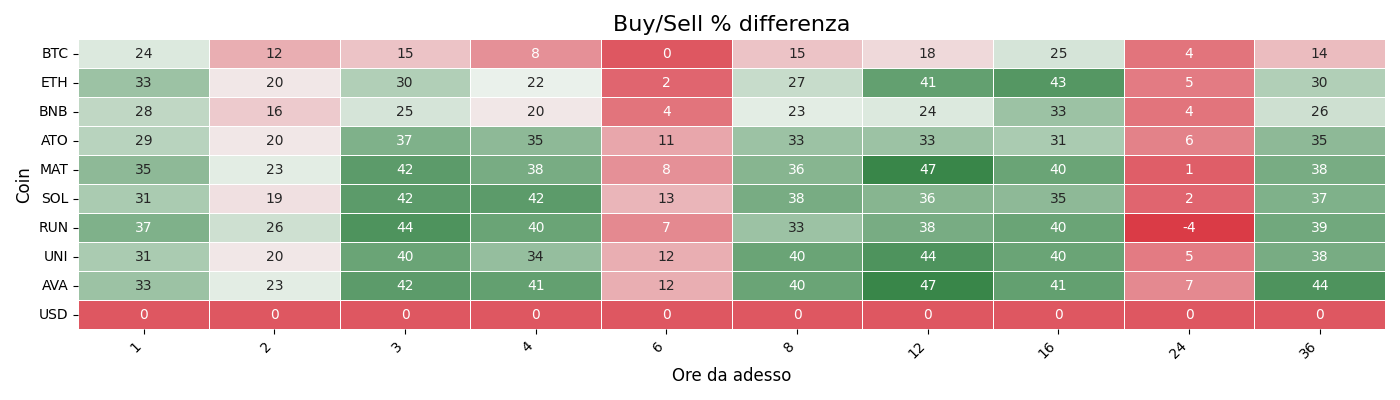 Buy/Sell % differenza
Coin
BTC 24 12 15 8 0 15 18 25 4 14
ETH 33 20 30 22 2 27 41 43 5 30
BNB 28 16 25 20 4 23 24 33 4 26
ATO 29 20 37 35 11 33 33 31 6 35
MAT 35 23 42 38 8 36 47 40 1 38
SOL 31 19 42 42 13 38 36 35 2 37
RUN 37 26 44 40 7 33 38 40 -4 39
UNI 31 20 40 34 12 40 44 40 5 38
AVA 33 23 42 41 12 40 47 41 7 44
USD 0 0 0 0 0 0 0 0 0 0
1 2 3 4 6 8 12 16 24 36
Ore da adesso